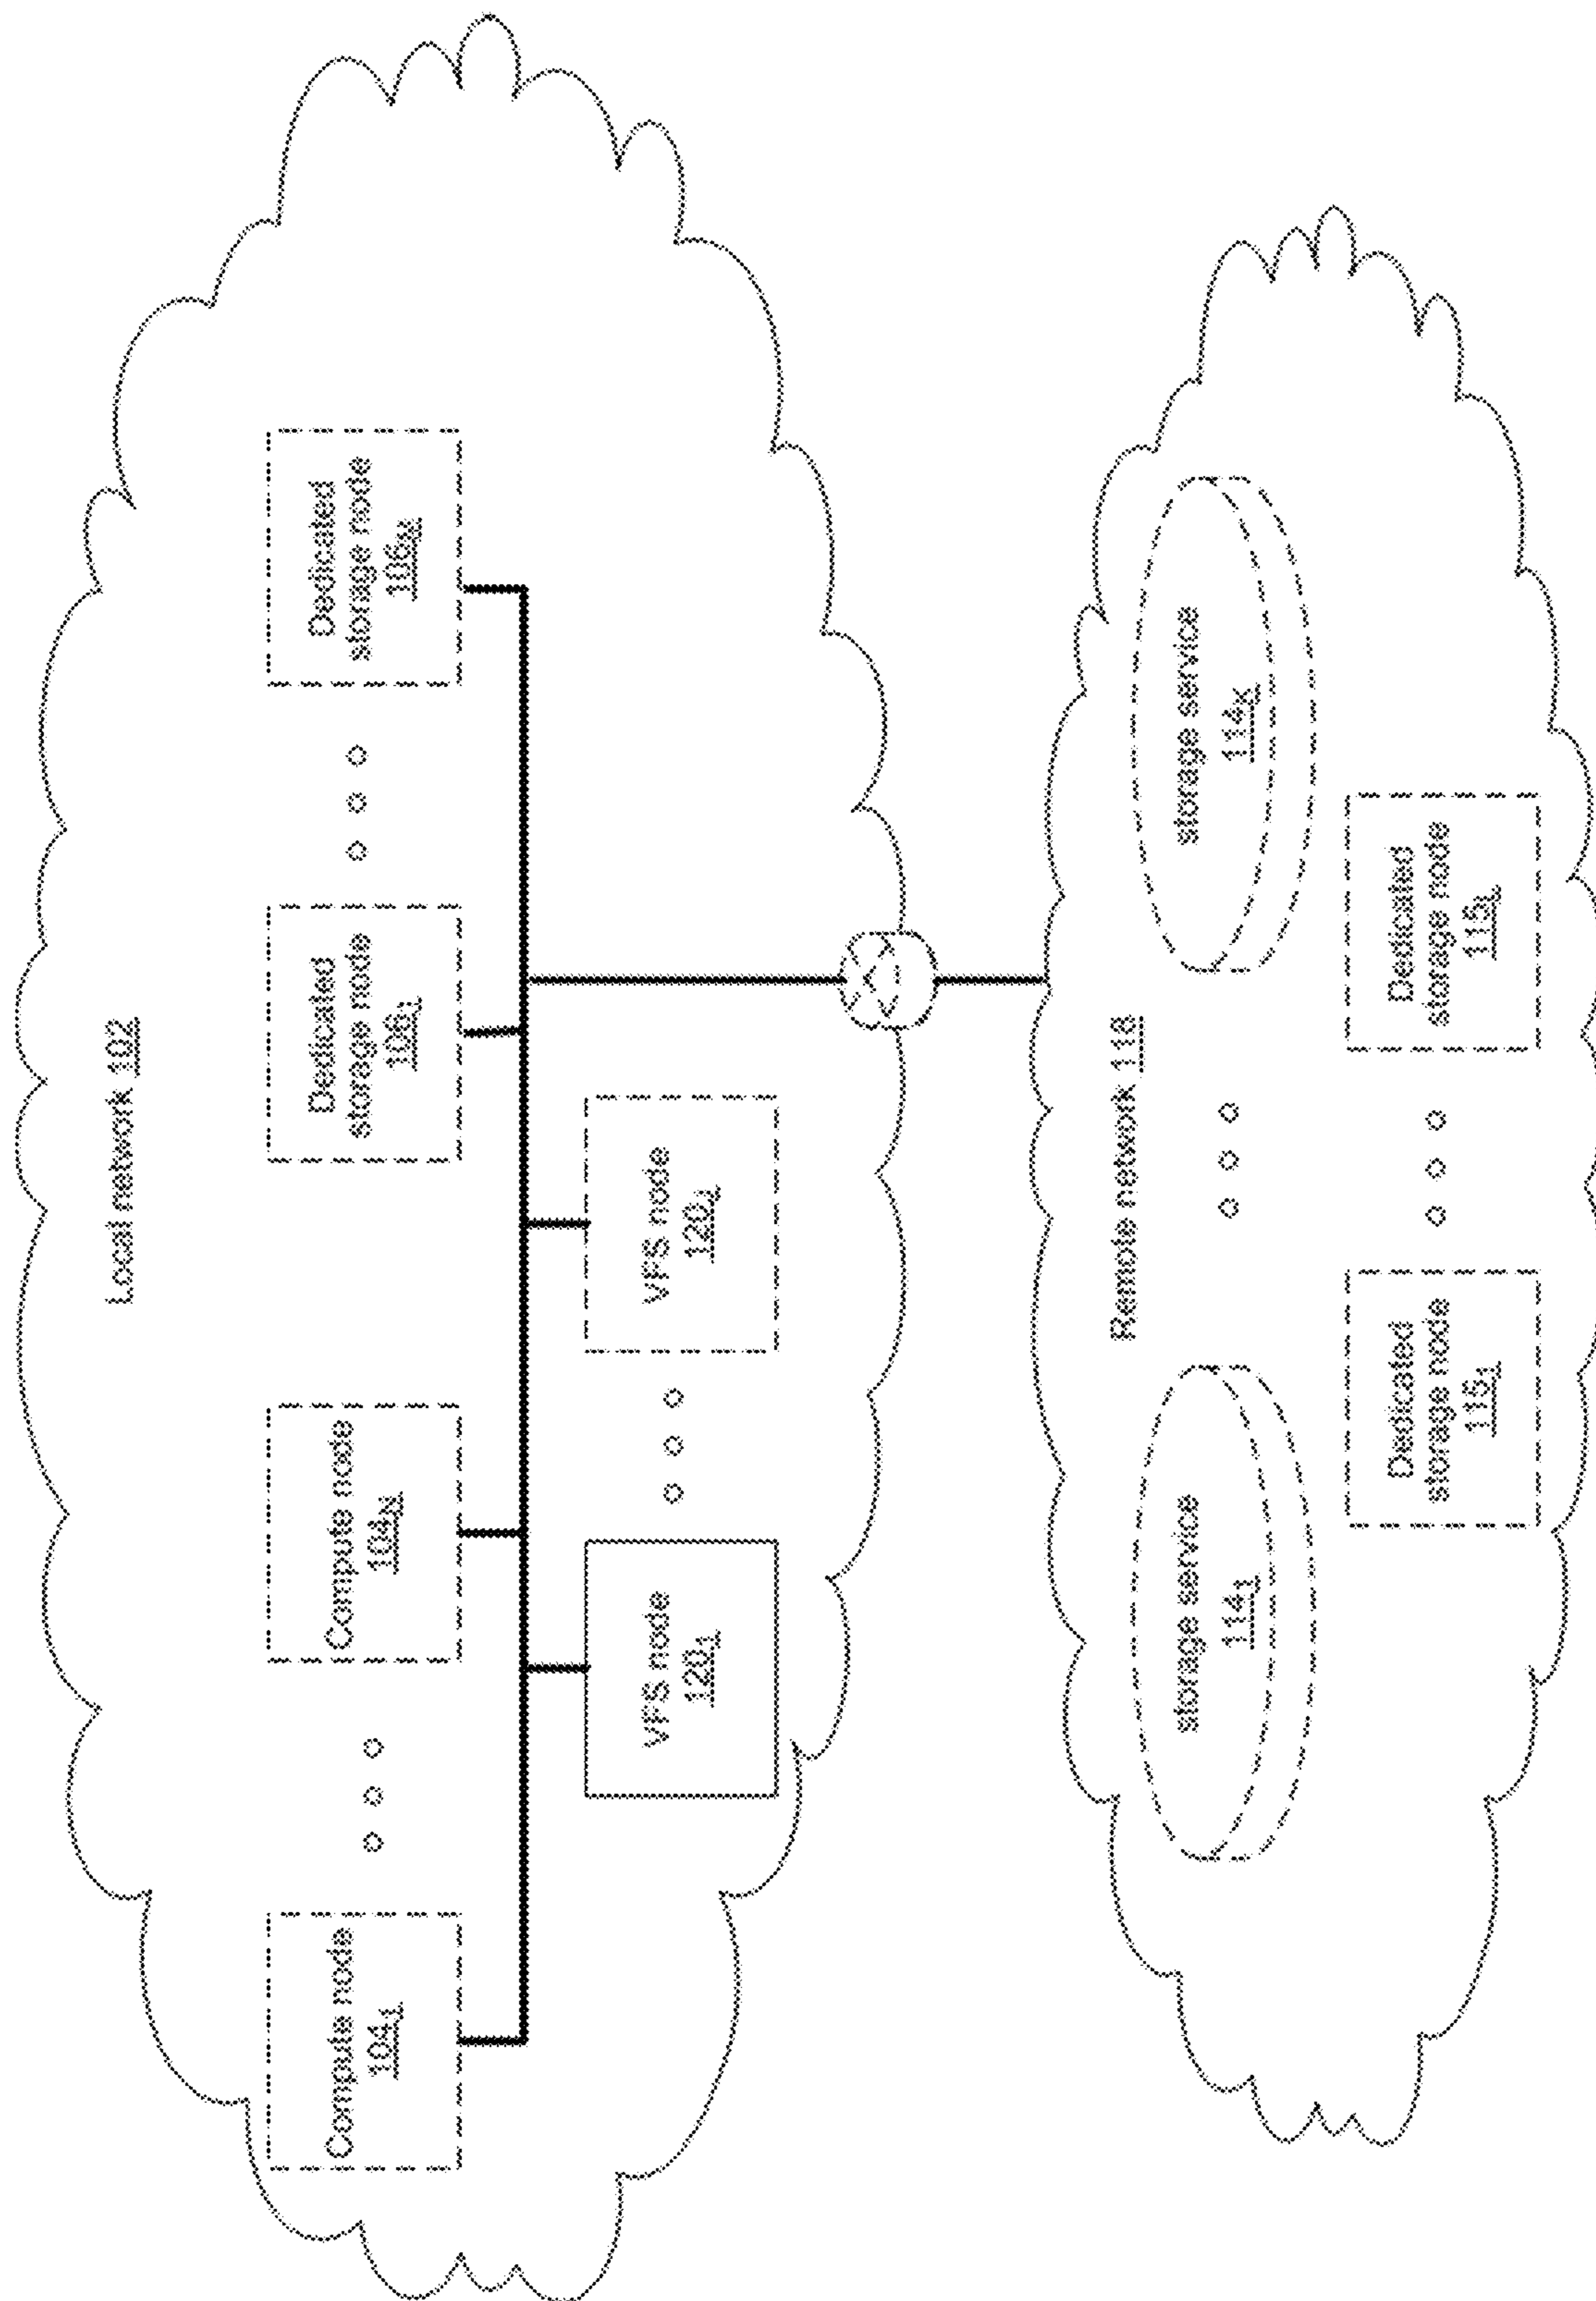 Local network 102
Compute node
104₁
Compute node
104N
Dedicated
storage node
106₁
Dedicated
storage node
106M
VFS node
120₁
VFS node
120J
Remote network 118
storage service
114₁
storage service
114K
Dedicated
storage node
115₁
Dedicated
storage node
115L